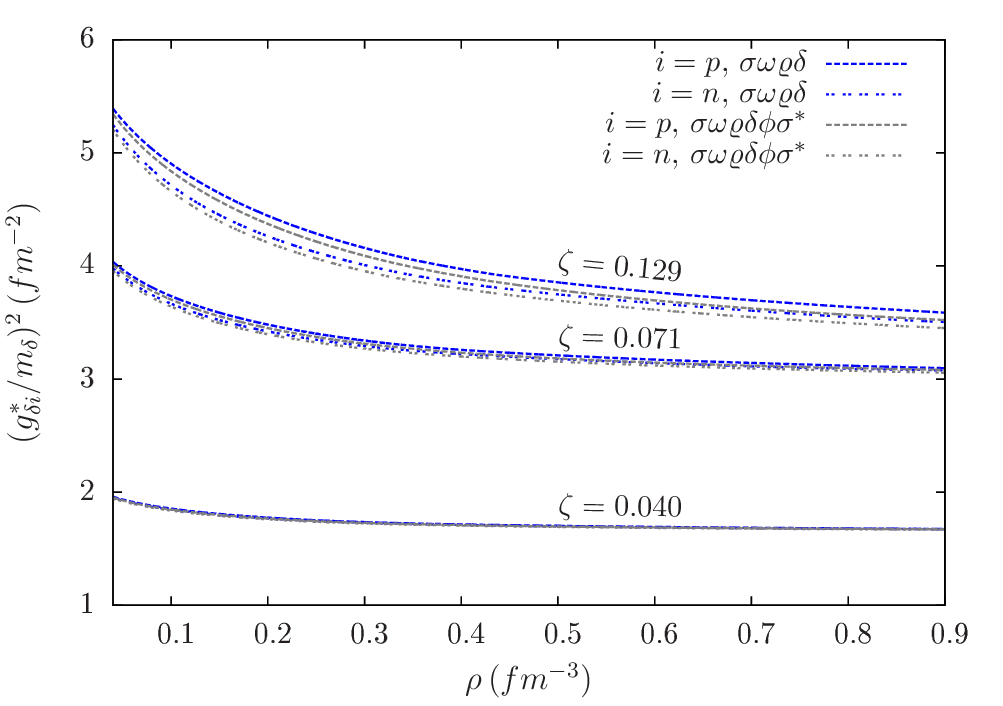 6
5
4
3
2
1
(g*δi/mδ)² (fm⁻²)
i = p, σωϱδ
i = n, σωϱδ
i = p, σωϱδϕσ*
i = n, σωϱδϕσ*
ζ = 0.129
ζ = 0.071
ζ = 0.040
0.1 0.2 0.3 0.4 0.5 0.6 0.7 0.8 0.9
ρ (fm⁻³)